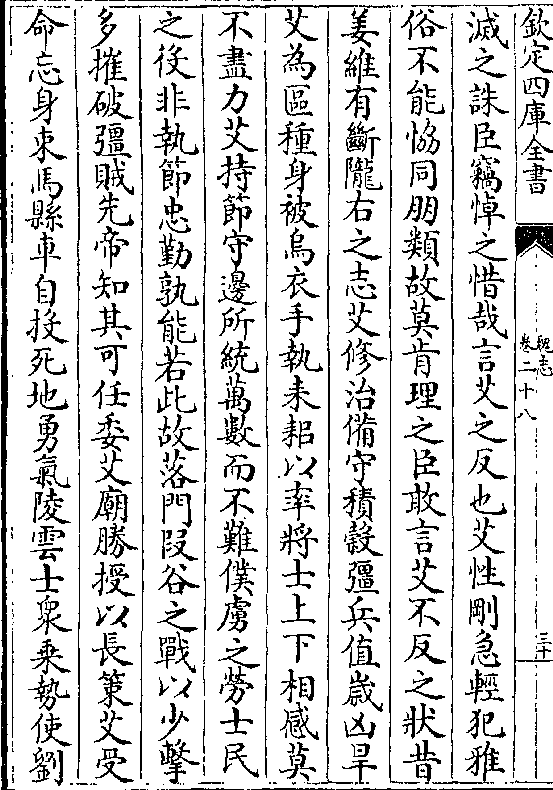 欽定四庫全書
魏志
卷二十八
三十
滅之誅臣竊悼之惜哉言艾之反也艾性剛急輕犯雅
俗不能恊同朋類故莫肯理之臣敢言艾不反之狀昔
姜維有斷隴右之志艾修治備守積穀彊兵值嵗凶旱
艾為區種身被烏衣手執耒耜以率將士上下相感莫
不盡力艾持節守邊所統萬數而不難僕虜之勞士民
之役非執節忠勤孰能若此故落門段谷之戰以少擊
多摧破彊賊先帝知其可任委艾廟勝授以長策艾受
命忘身束馬縣車自投死地勇氣陵雲士衆乘勢使劉